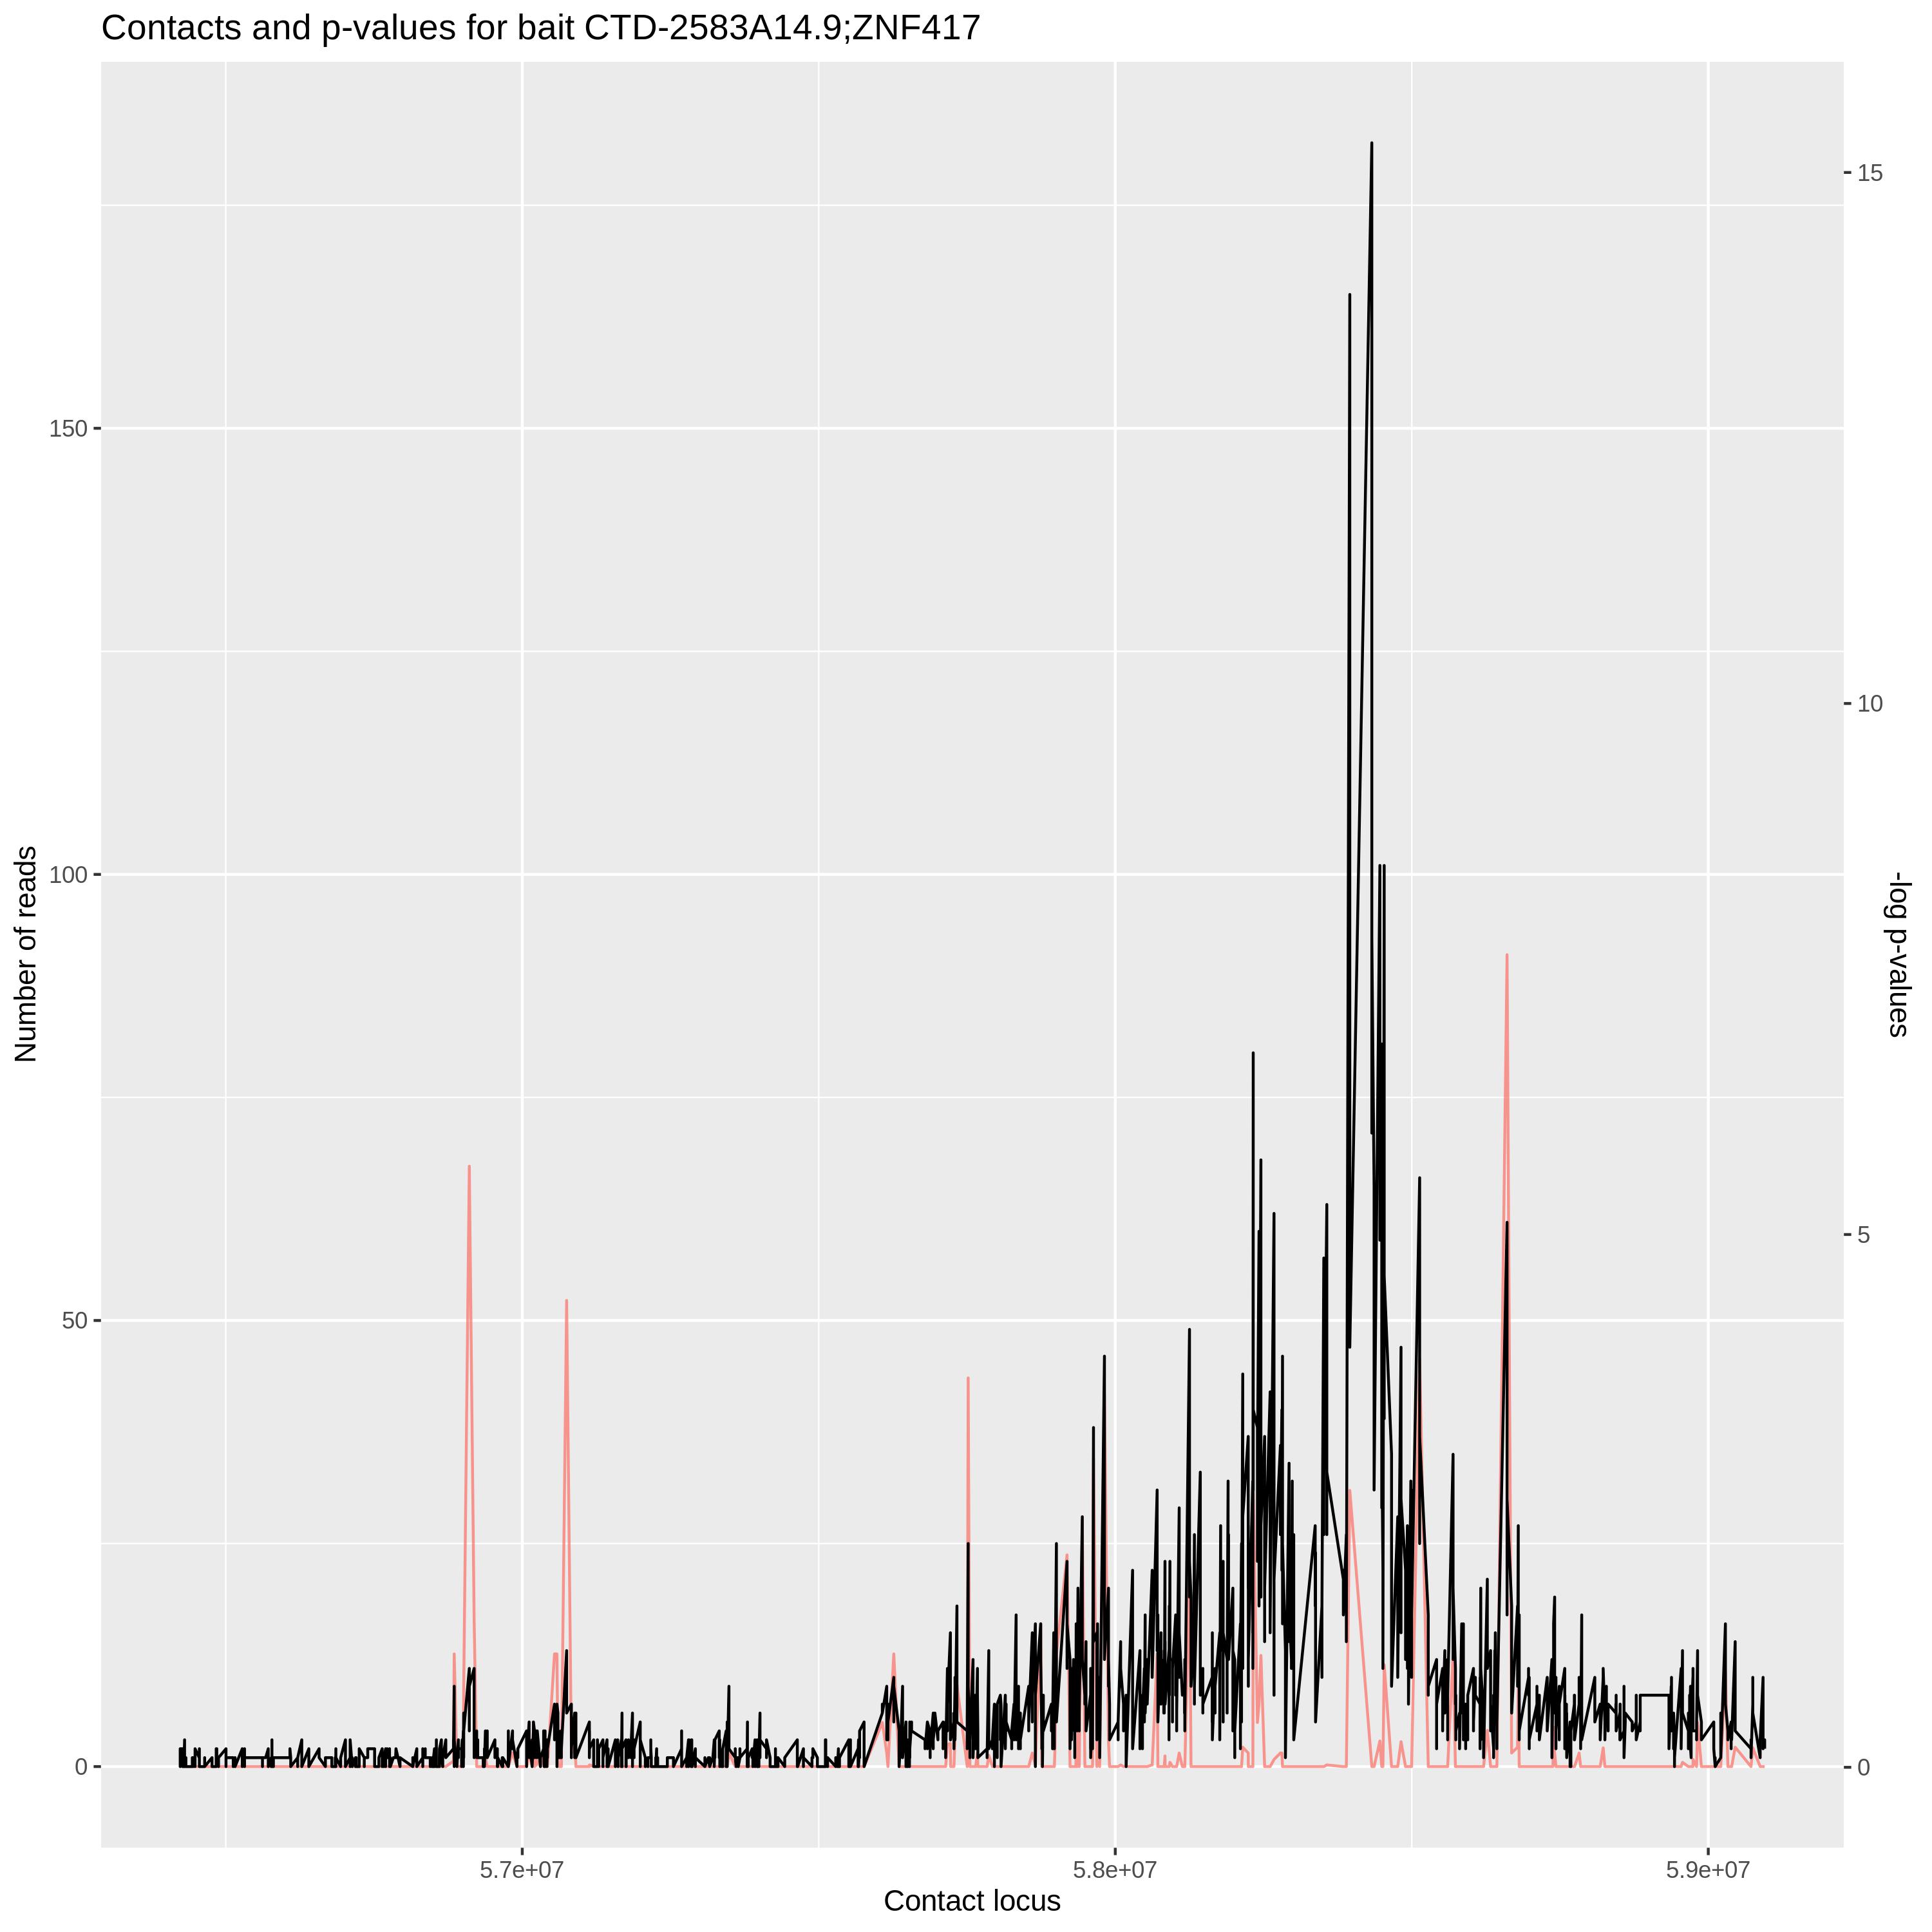 Contacts and p-values for bait CTD-2583A14.9;ZNF417
Number of reads
150
100
50
0
15
10
5
0
-log p-values
5.7e+07
5.8e+07
5.9e+07
Contact locus